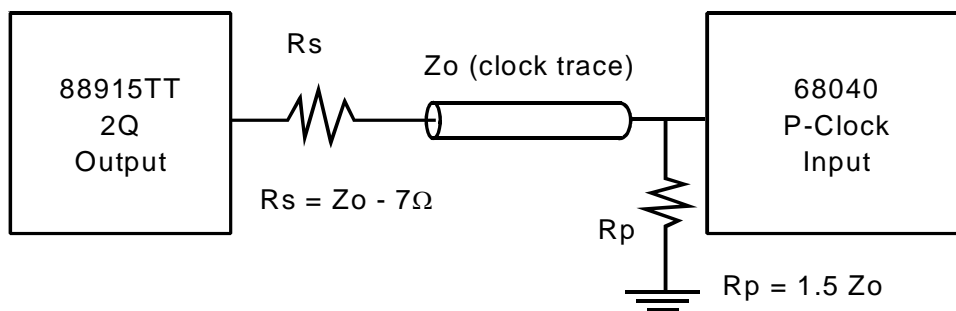 88915TT
2Q
Output
Rs
Rs = Zo - 7Ω
Zo (clock trace)
Rp
Rp = 1.5 Zo
68040
P-Clock
Input